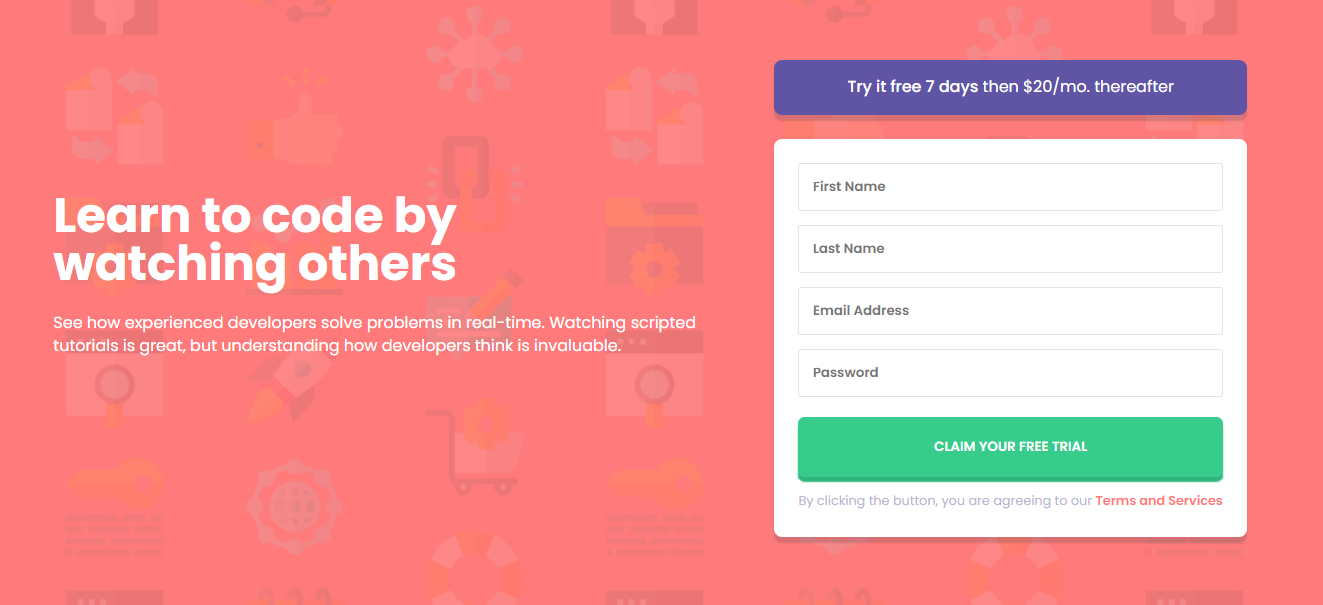 Learn to code by
watching others
See how experienced developers solve problems in real-time. Watching scripted
tutorials is great, but understanding how developers think is invaluable.
Try it free 7 days then $20/mo. thereafter
First Name
Last Name
Email Address
Password
CLAIM YOUR FREE TRIAL
By clicking the button, you are agreeing to our Terms and Services